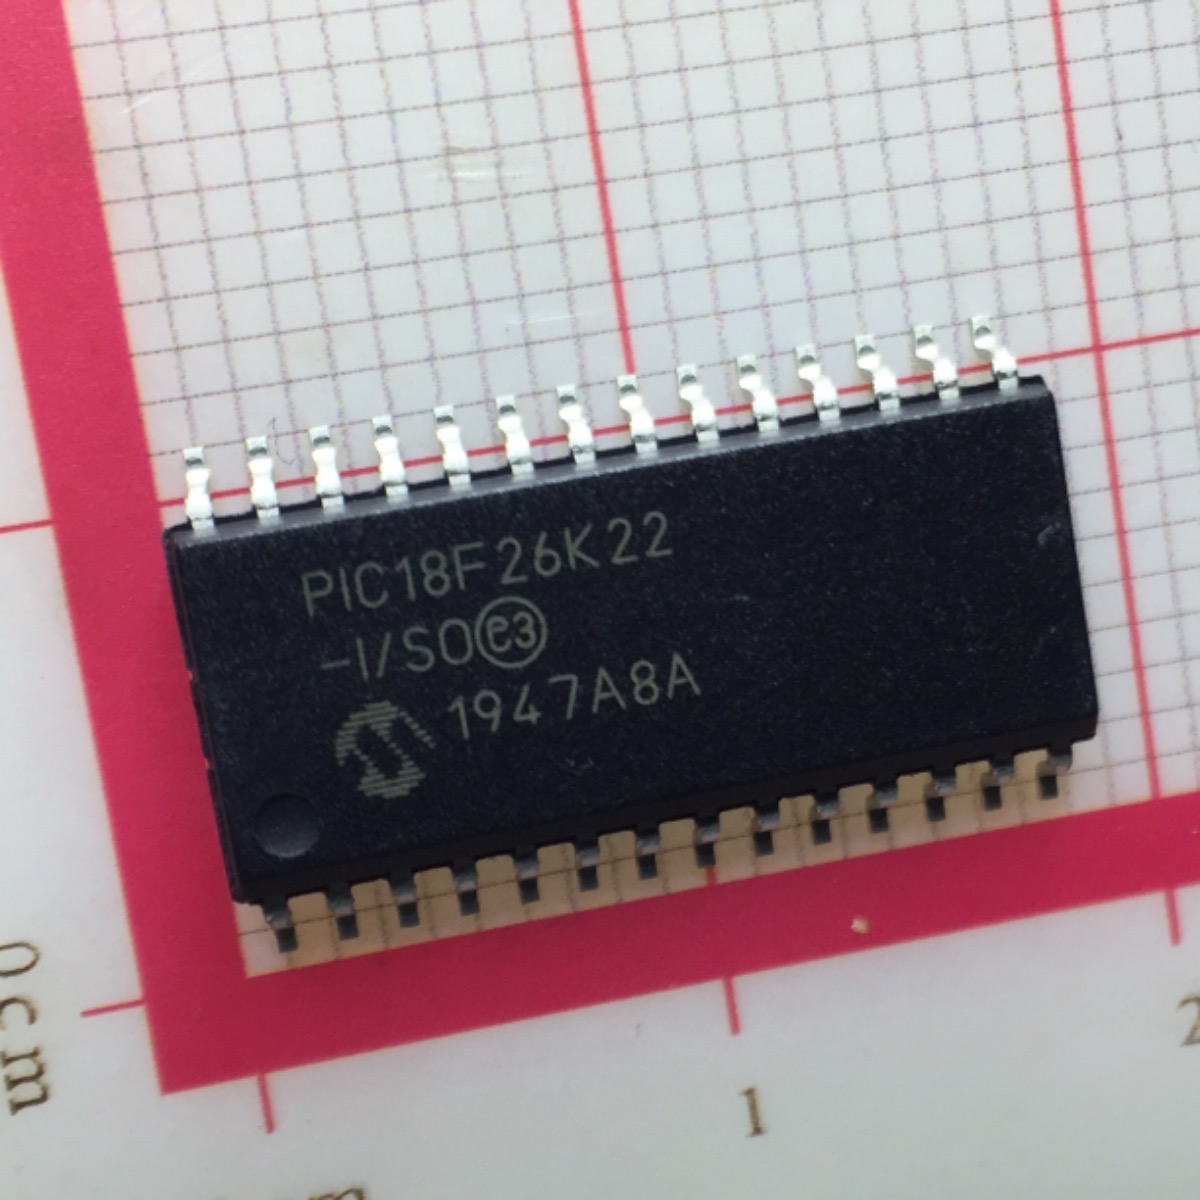 PIC18F26K22
-I/SO e3
1947A8A
0cm
1
2